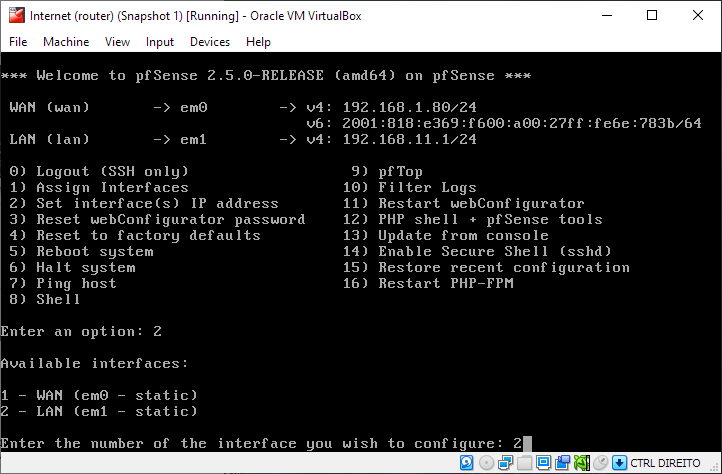 Internet (router) (Snapshot 1) [Running] - Oracle VM VirtualBox
File Machine View Input Devices Help
*** Welcome to pfSense 2.5.0-RELEASE (amd64) on pfSense ***
WAN (wan) -> em0 -> v4: 192.168.1.80/24
v6: 2001:818:e369:f600:a00:27ff:fe6e:783b/64
LAN (lan) -> em1 -> v4: 192.168.11.1/24
0) Logout (SSH only) 9) pfTop
1) Assign Interfaces 10) Filter Logs
2) Set interface(s) IP address 11) Restart webConfigurator
3) Reset webConfigurator password 12) PHP shell + pfSense tools
4) Reset to factory defaults 13) Update from console
5) Reboot system 14) Enable Secure Shell (sshd)
6) Halt system 15) Restore recent configuration
7) Ping host 16) Restart PHP-FPM
8) Shell
Enter an option: 2
Available interfaces:
1 - WAN (em0 - static)
2 - LAN (em1 - static)
Enter the number of the interface you wish to configure: 2
CTRL DIREITO